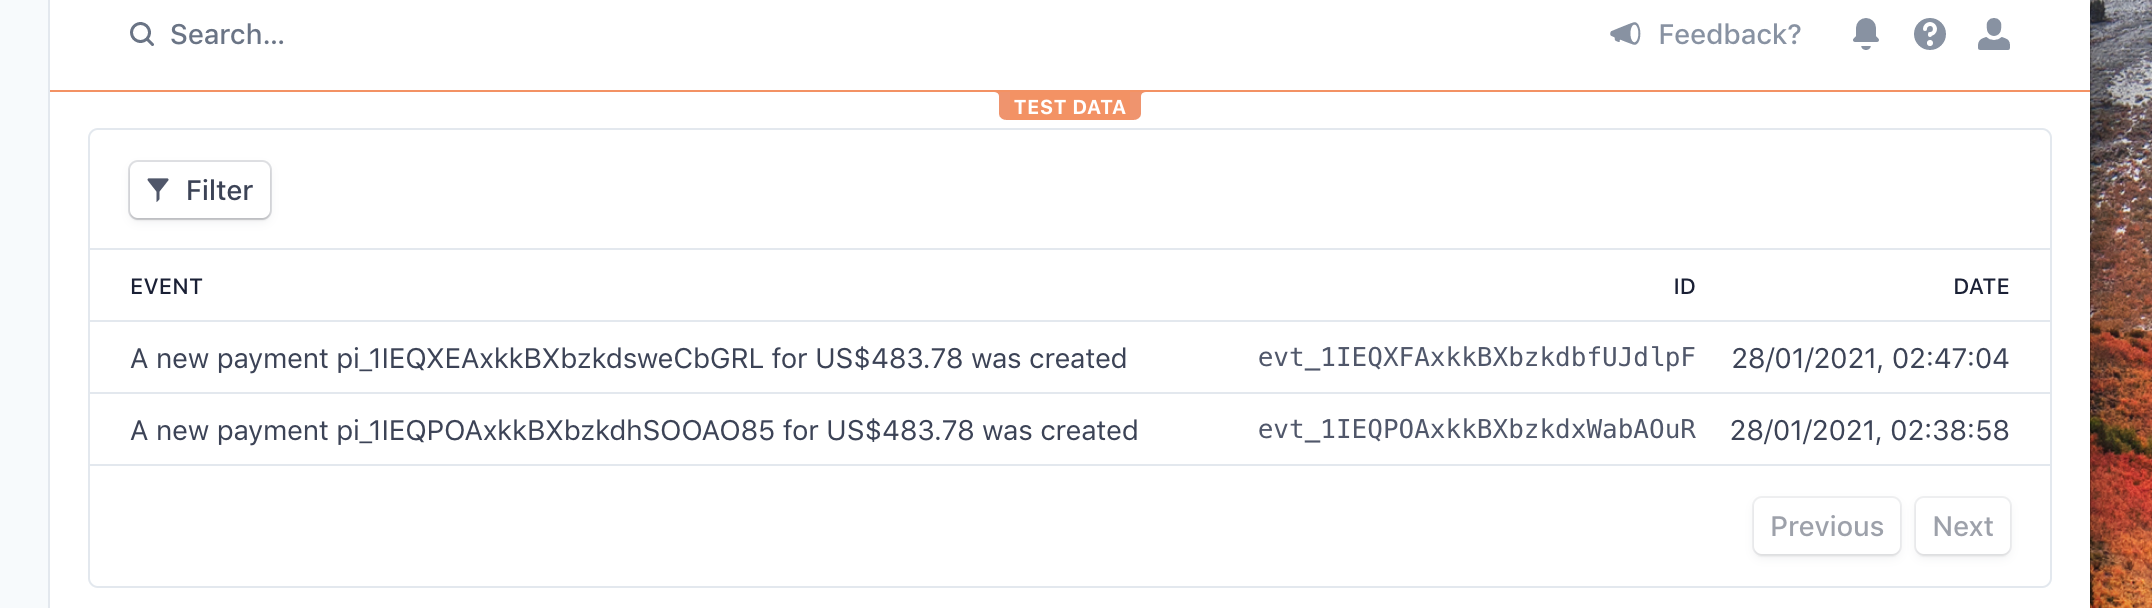 Search...
Feedback?
TEST DATA
Filter
EVENT ID DATE
A new payment pi_1IEQXEAxkkBXbzkdsweCbGRL for US$483.78 was created evt_1IEQXFAxkkBXbzkdbfUJdlpF 28/01/2021, 02:47:04
A new payment pi_1IEQPOAxkkBXbzkdhSOOAO85 for US$483.78 was created evt_1IEQPOAxkkBXbzkdxWabAOuR 28/01/2021, 02:38:58
Previous Next